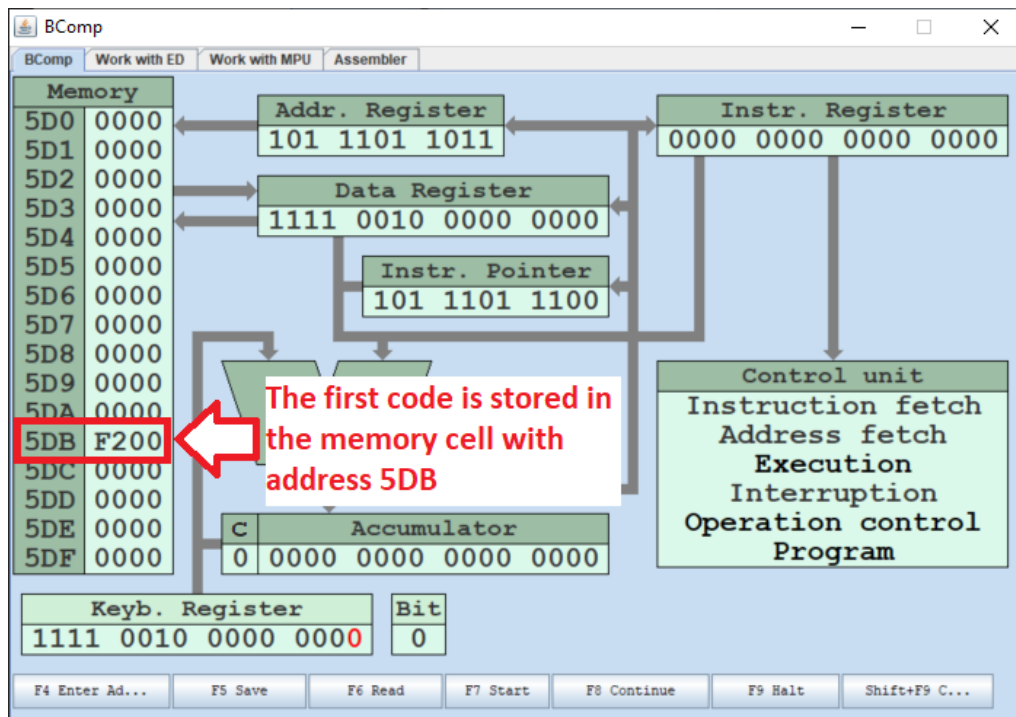 BComp
BComp Work with ED Work with MPU Assembler
Memory
5D0 0000
5D1 0000
5D2 0000
5D3 0000
5D4 0000
5D5 0000
5D6 0000
5D7 0000
5D8 0000
5D9 0000
5DA 0000
5DB F200
5DC 0000
5DD 0000
5DE 0000
5DF 0000
Addr. Register
101 1101 1011
Instr. Register
0000 0000 0000 0000
Data Register
1111 0010 0000 0000
Instr. Pointer
101 1101 1100
The first code is stored in
the memory cell with
address 5DB
Control unit
Instruction fetch
Address fetch
Execution
Interruption
Operation control
Program
C Accumulator
0 0000 0000 0000 0000
Keyb. Register
1111 0010 0000 0000
Bit
0
F4 Enter Ad... F5 Save F6 Read F7 Start F8 Continue F9 Halt Shift+F9 C...